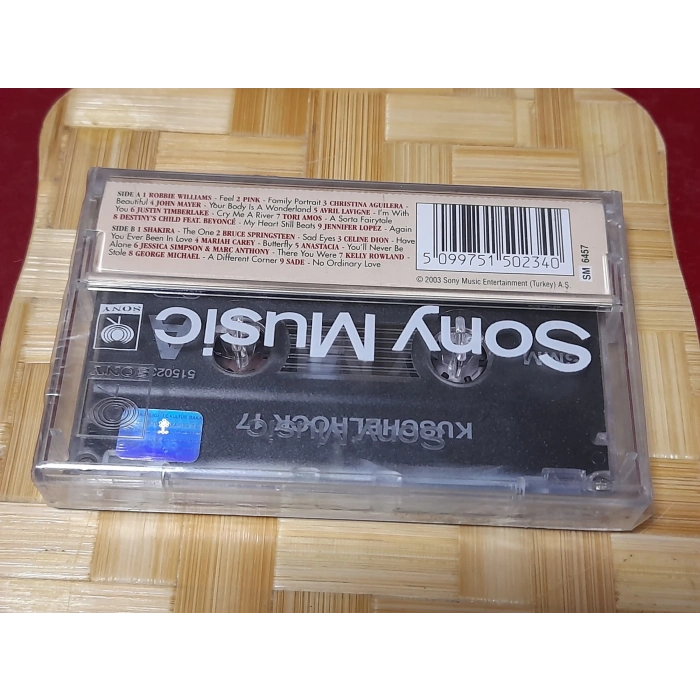 SIDE A 1 ROBBIE WILLIAMS - Feel 2 PINK - Family Portrait 3 CHRISTINA AGUILERA -
Beautiful 4 JOHN MAYER - Your Body Is A Wonderland 5 AVRIL LAVIGNE - I'm With
You 6 JUSTIN TIMBERLAKE - Cry Me A River 7 TORI AMOS - A Sorta Fairytale
8 DESTINY'S CHILD FEAT. BEYONCÉ - My Heart Still Beats 9 JENNIFER LOPEZ - Again
SIDE B 1 SHAKIRA - The One 2 BRUCE SPRINGSTEEN - Sad Eyes 3 CELINE DION - Have
You Ever Been In Love 4 MARIAH CAREY - Butterfly 5 ANASTACIA - You'll Never Be
Alone 6 JESSICA SIMPSON & MARC ANTHONY - There You Were 7 KELLY ROWLAND -
Stole 8 GEORGE MICHAEL - A Different Corner 9 SADE - No Ordinary Love
5 099751 502340
SM 6457
© 2003 Sony Music Entertainment (Turkey) A.Ş.
Sony Music
SONY
A
51502
SONY
KUSCHELROCK 17
Sony Music